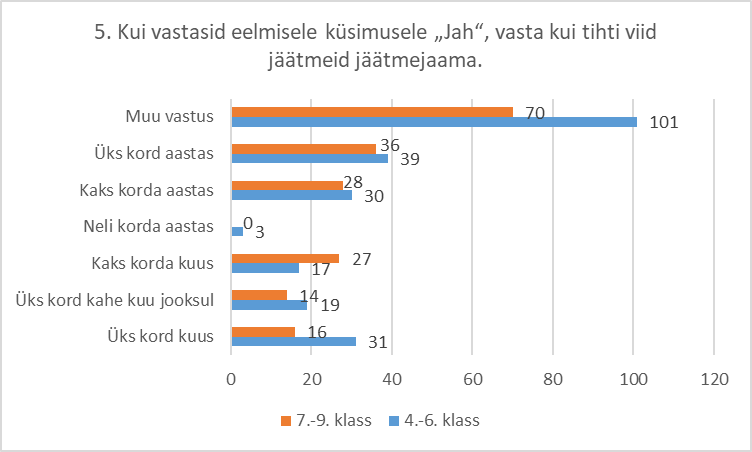 5. Kui vastasid eelmisele küsimusele „Jah“, vasta kui tihti viid
jäätmeid jäätmejaama.
Muu vastus
70
101
Üks kord aastas
36
39
Kaks korda aastas
28
30
Neli korda aastas
0
3
Kaks korda kuus
27
17
Üks kord kahe kuu jooksul
14
19
Üks kord kuus
16
31
0 20 40 60 80 100 120
7.-9. klass 4.-6. klass